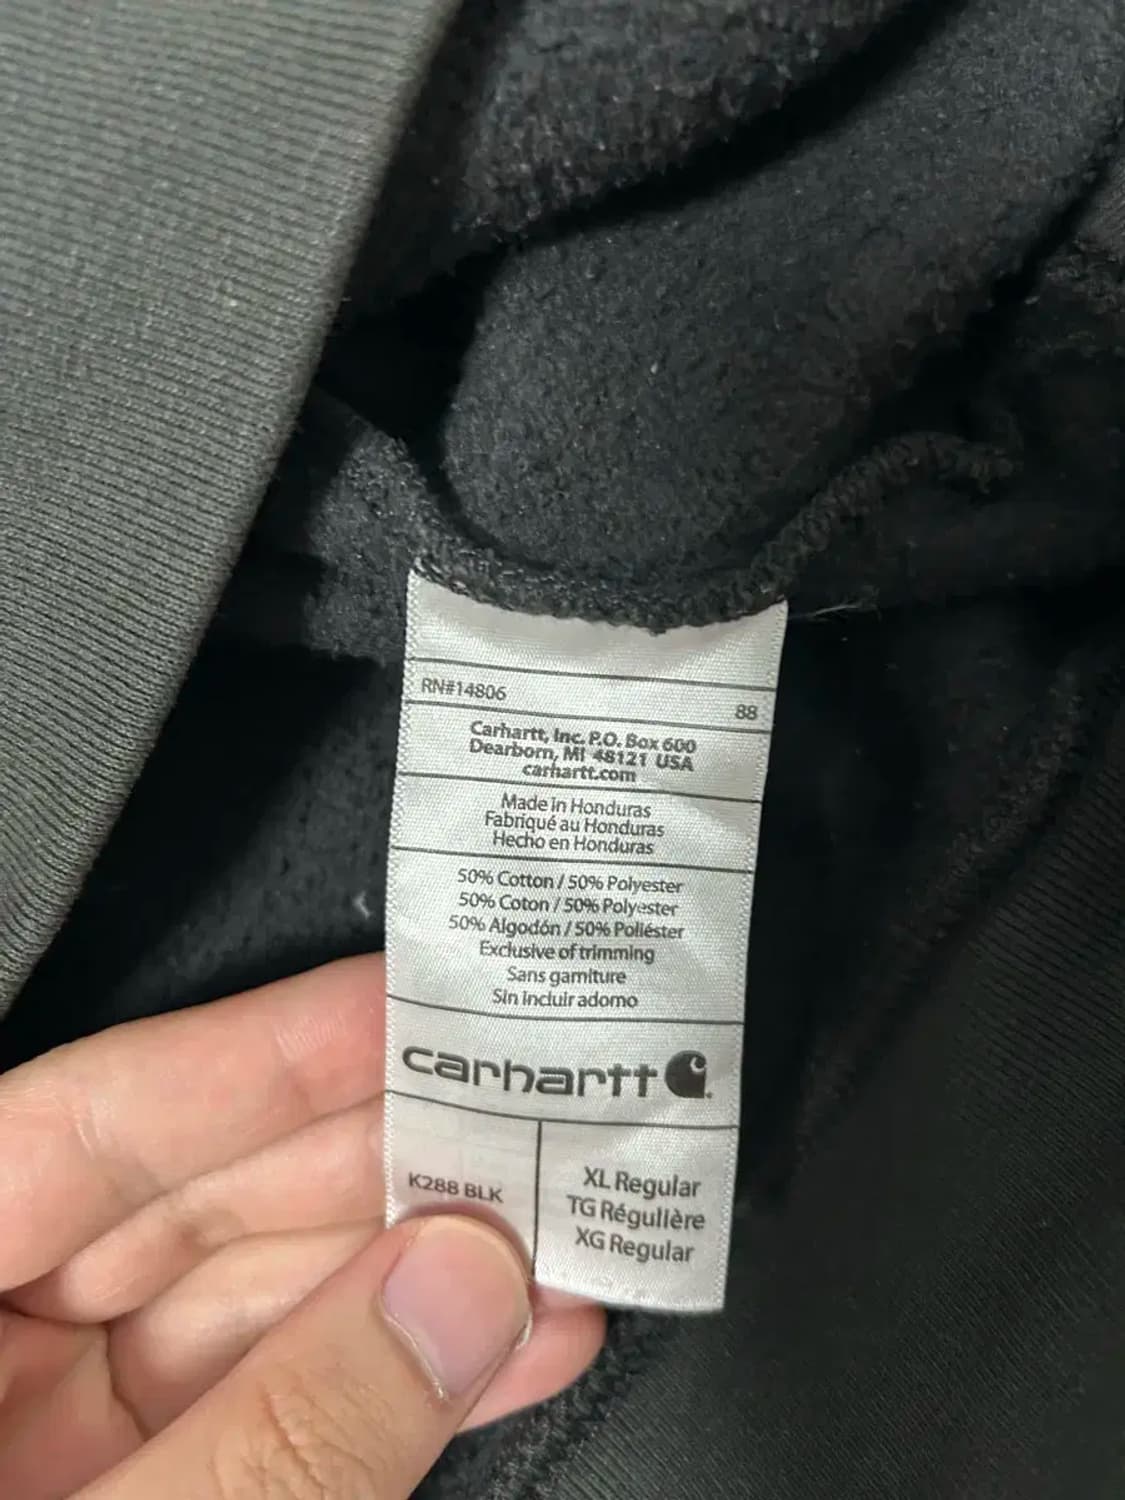 RN#14806
88
Carhartt, Inc. P.O. Box 600
Dearborn, MI 48121 USA
carhartt.com
Made in Honduras
Fabriqué au Honduras
Hecho en Honduras
50% Cotton / 50% Polyester
50% Coton / 50% Polyester
50% Algodón / 50% Poliéster
Exclusive of trimming
Sans garniture
Sin incluir adorno
carhartt
K288 BLK
XL Regular
TG Régulière
XG Regular